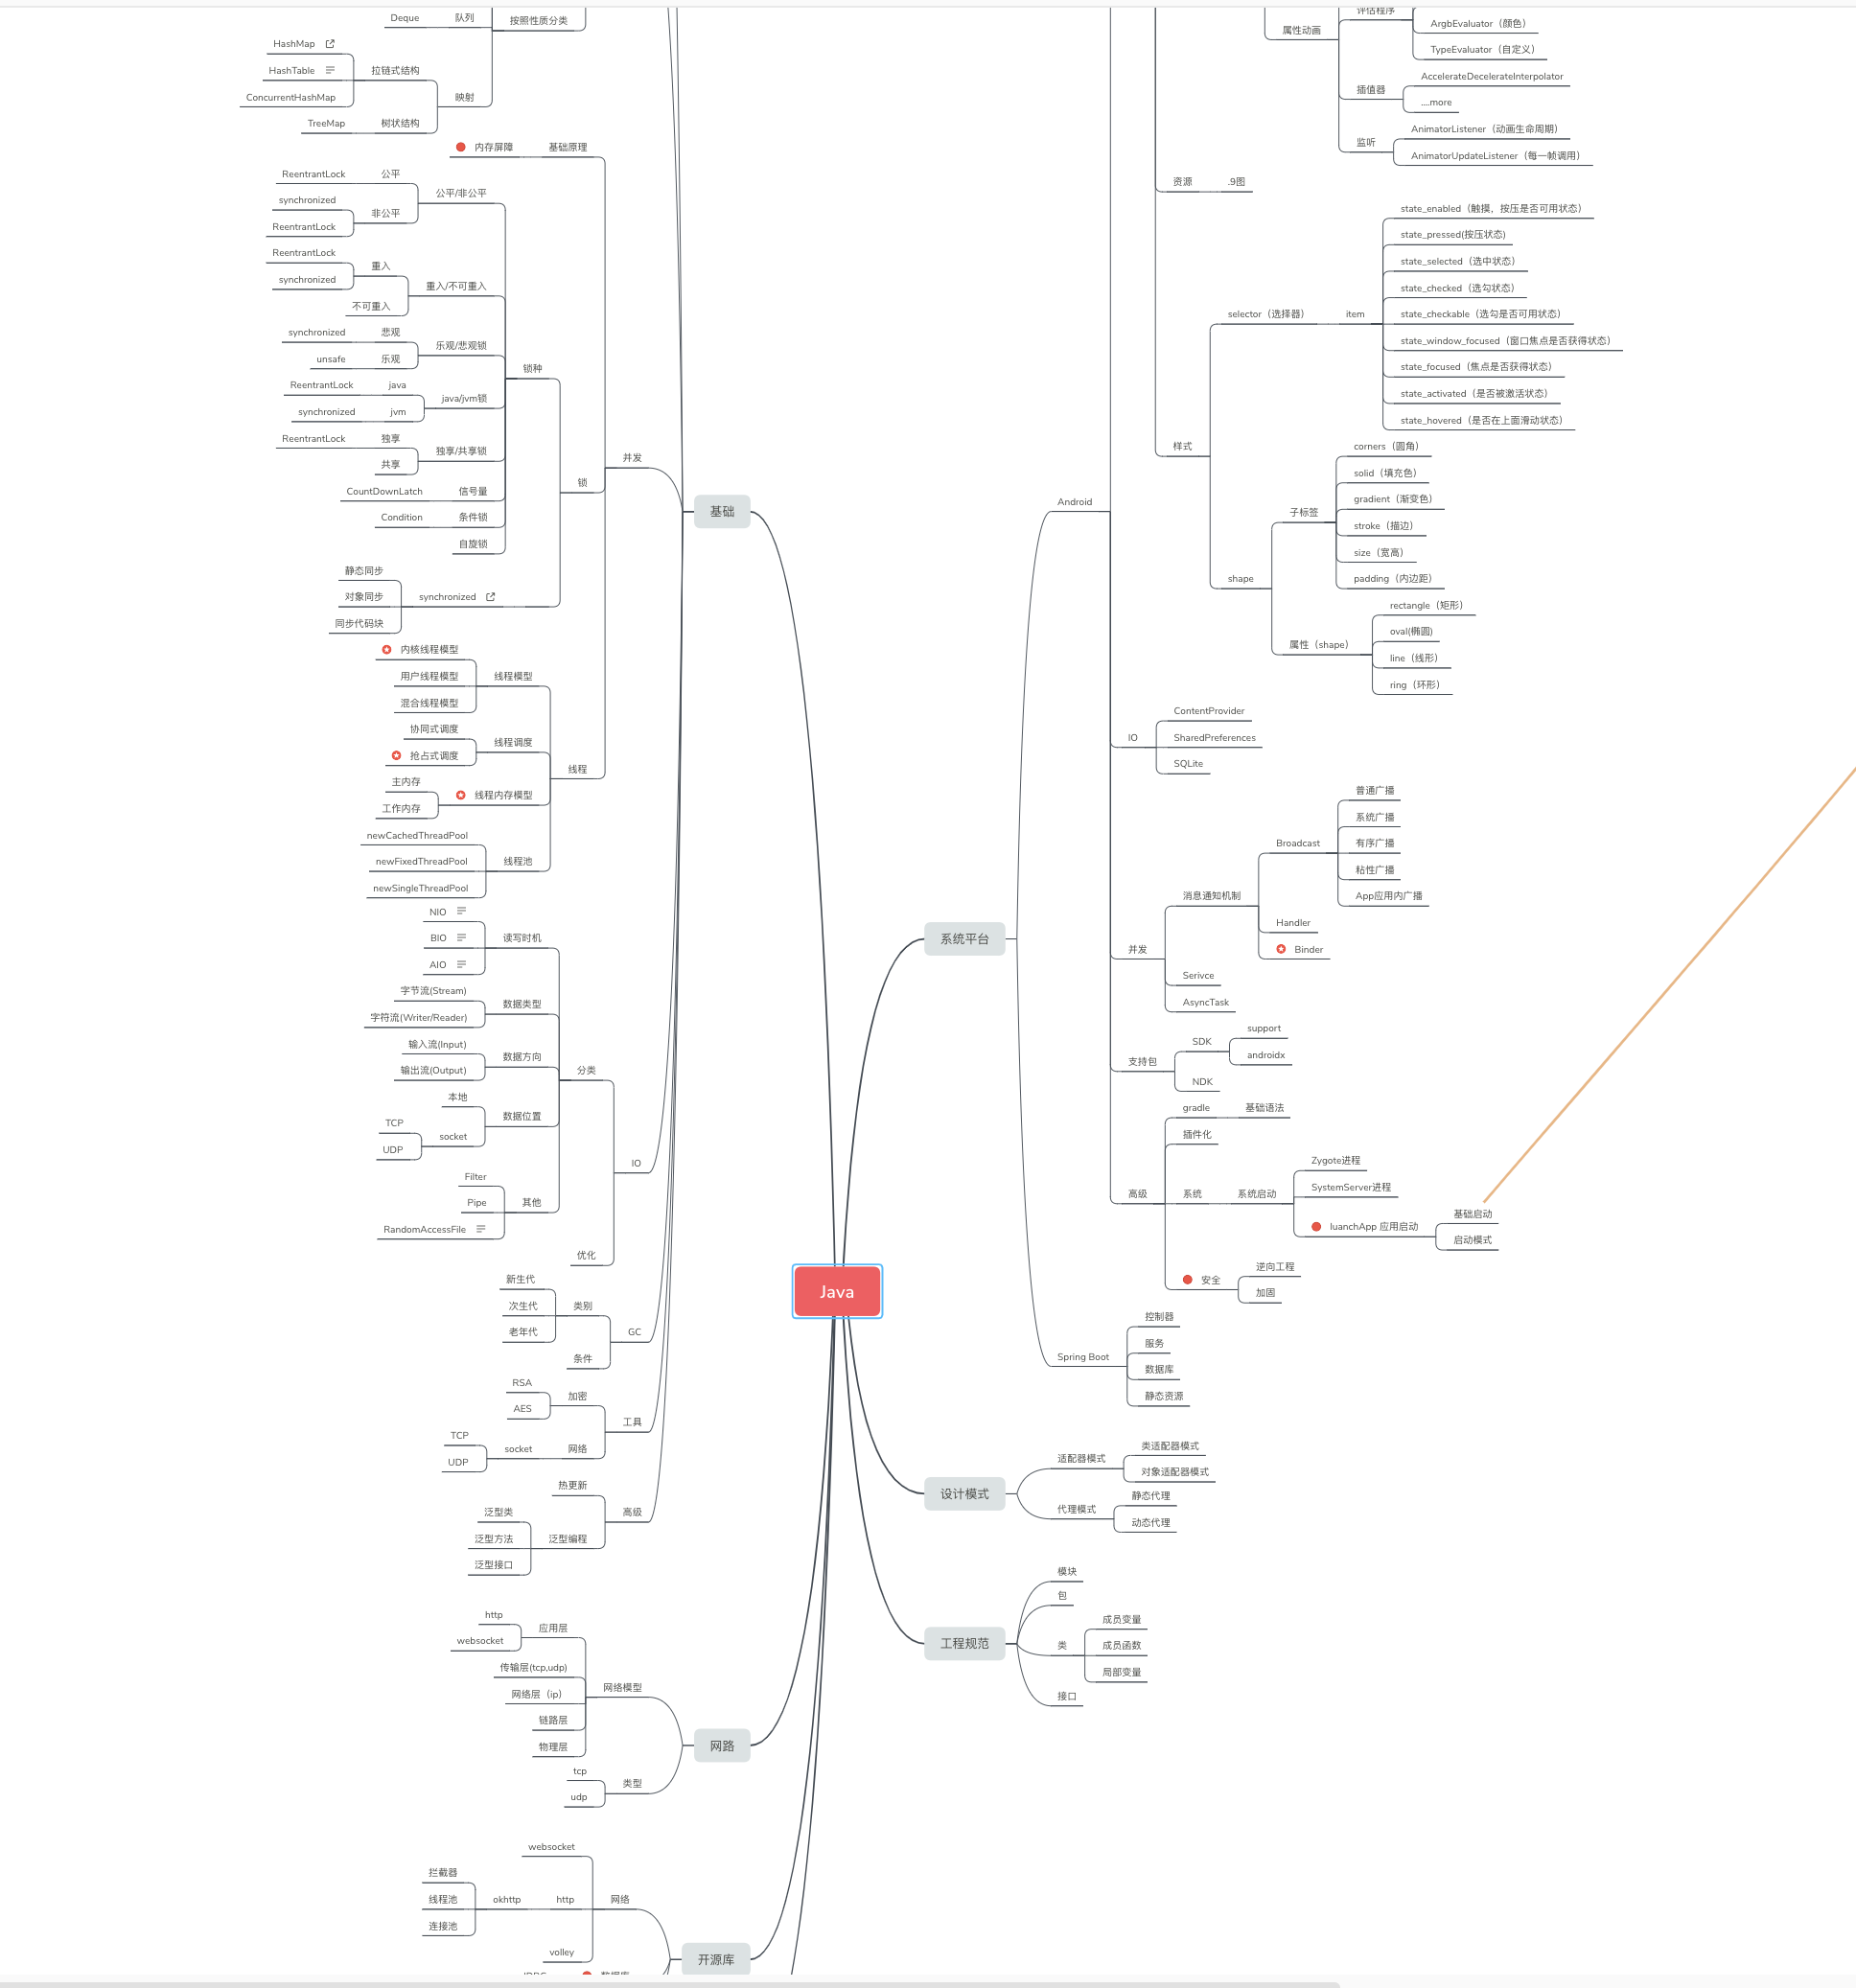 Deque
队列
按照性质分类
HashMap
HashTable
ConcurrentHashMap
拉链式结构
映射
TreeMap
树状结构
内存屏障
基础原理
ReentrantLock
公平
公平/非公平
synchronized
非公平
ReentrantLock
ReentrantLock
重入
synchronized
重入/不可重入
不可重入
synchronized
悲观
乐观/悲观锁
unsafe
乐观
锁种
ReentrantLock
java
java/jvm锁
synchronized
jvm
ReentrantLock
独享
独享/共享锁
共享
CountDownLatch
信号量
Condition
条件锁
自旋锁
并发
锁
静态同步
对象同步
synchronized
同步代码块
内核线程模型
用户线程模型
线程模型
混合线程模型
协同式调度
线程调度
抢占式调度
线程
主内存
线程内存模型
工作内存
newCachedThreadPool
newFixedThreadPool
线程池
newSingleThreadPool
NIO
BIO
读写时机
AIO
字节流(Stream)
数据类型
字符流(Writer/Reader)
输入流(Input)
数据方向
输出流(Output)
分类
本地
数据位置
TCP
socket
UDP
IO
Filter
Pipe
其他
RandomAccessFile
优化
新生代
次生代
类别
老年代
GC
条件
RSA
加密
AES
工具
TCP
socket
网络
UDP
热更新
高级
泛型类
泛型方法
泛型编程
泛型接口
基础
http
应用层
websocket
传输层(tcp,udp)
网络模型
网络层（ip）
链路层
物理层
网路
tcp
类型
udp
websocket
拦截器
线程池
okhttp
http
网络
连接池
volley
开源库
Java
系统平台
Android
评估程序
ArgbEvaluator（颜色）
属性动画
TypeEvaluator（自定义）
AccelerateDecelerateInterpolator
插值器
....more
AnimatorListener（动画生命周期）
监听
AnimatorUpdateListener（每一帧调用）
资源
.9图
state_enabled（触摸，按压是否可用状态）
state_pressed(按压状态)
state_selected（选中状态）
state_checked（选勾状态）
selector（选择器）
item
state_checkable（选勾是否可用状态）
state_window_focused（窗口焦点是否获得状态）
state_focused（焦点是否获得状态）
state_activated（是否被激活状态）
state_hovered（是否在上面滑动状态）
样式
corners（圆角）
solid（填充色）
gradient（渐变色）
子标签
stroke（描边）
size（宽高）
padding（内边距）
shape
rectangle（矩形）
oval(椭圆)
属性（shape）
line（线形）
ring（环形）
ContentProvider
IO
SharedPreferences
SQLite
普通广播
系统广播
Broadcast
有序广播
粘性广播
App应用内广播
消息通知机制
Handler
Binder
并发
Serivce
AsyncTask
support
SDK
androidx
支持包
NDK
gradle
基础语法
插件化
Zygote进程
高级
系统
系统启动
SystemServer进程
基础启动
luanchApp 应用启动
启动模式
逆向工程
安全
加固
控制器
服务
Spring Boot
数据库
静态资源
设计模式
类适配器模式
适配器模式
对象适配器模式
静态代理
代理模式
动态代理
工程规范
模块
包
成员变量
类
成员函数
局部变量
接口